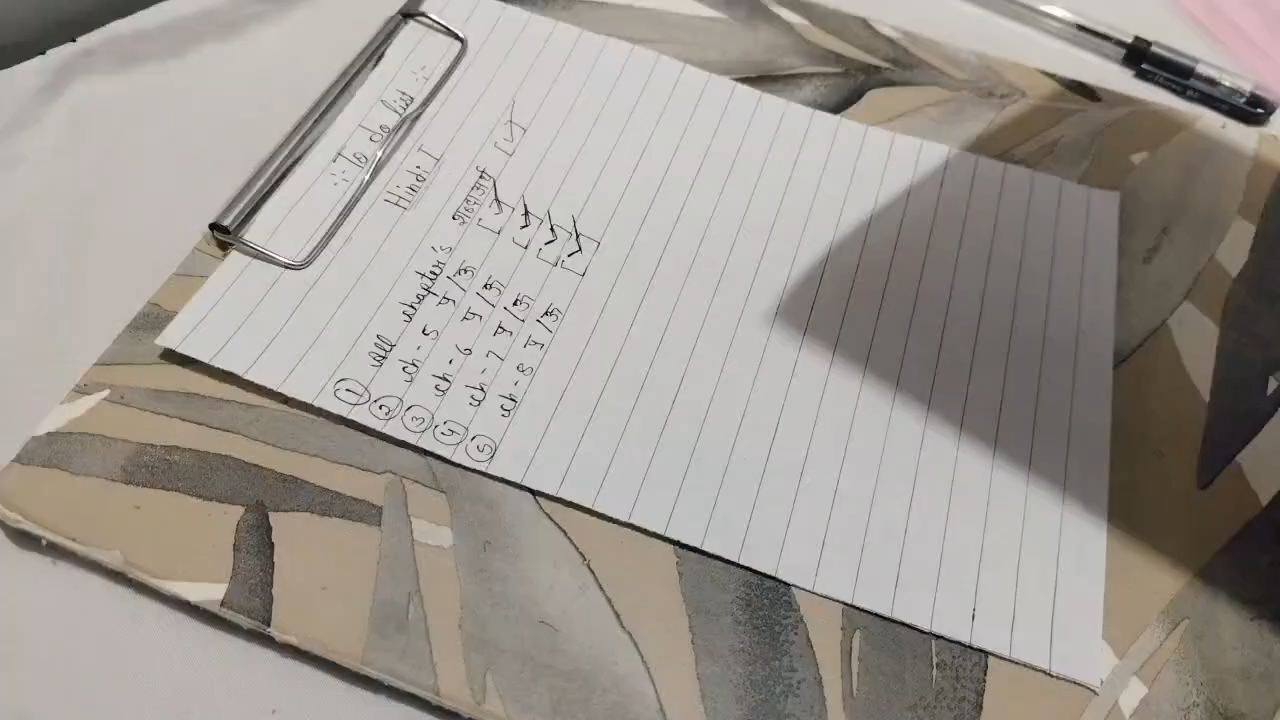 ∴ To do list ∴
Hindi I
① All chapter's शब्दार्थ [✓]
② ch - 5 प्र/उ [✓]
③ ch - 6 प्र/उ [✓]
④ ch - 7 प्र/उ [✓]
⑤ ch - 8 प्र/उ [✓]